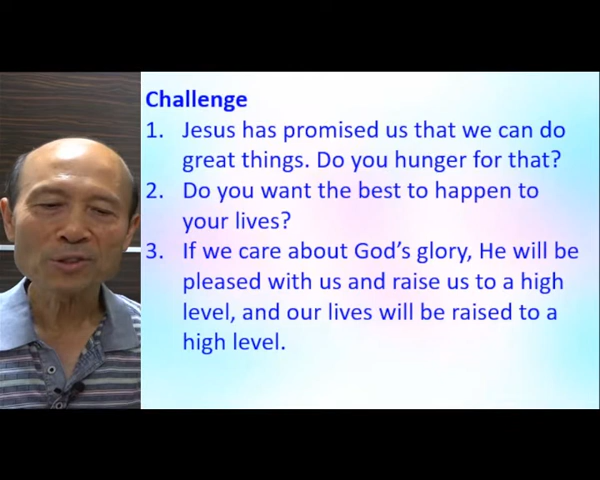 Challenge
1. Jesus has promised us that we can do
great things. Do you hunger for that?
2. Do you want the best to happen to
your lives?
3. If we care about God's glory, He will be
pleased with us and raise us to a high
level, and our lives will be raised to a
high level.